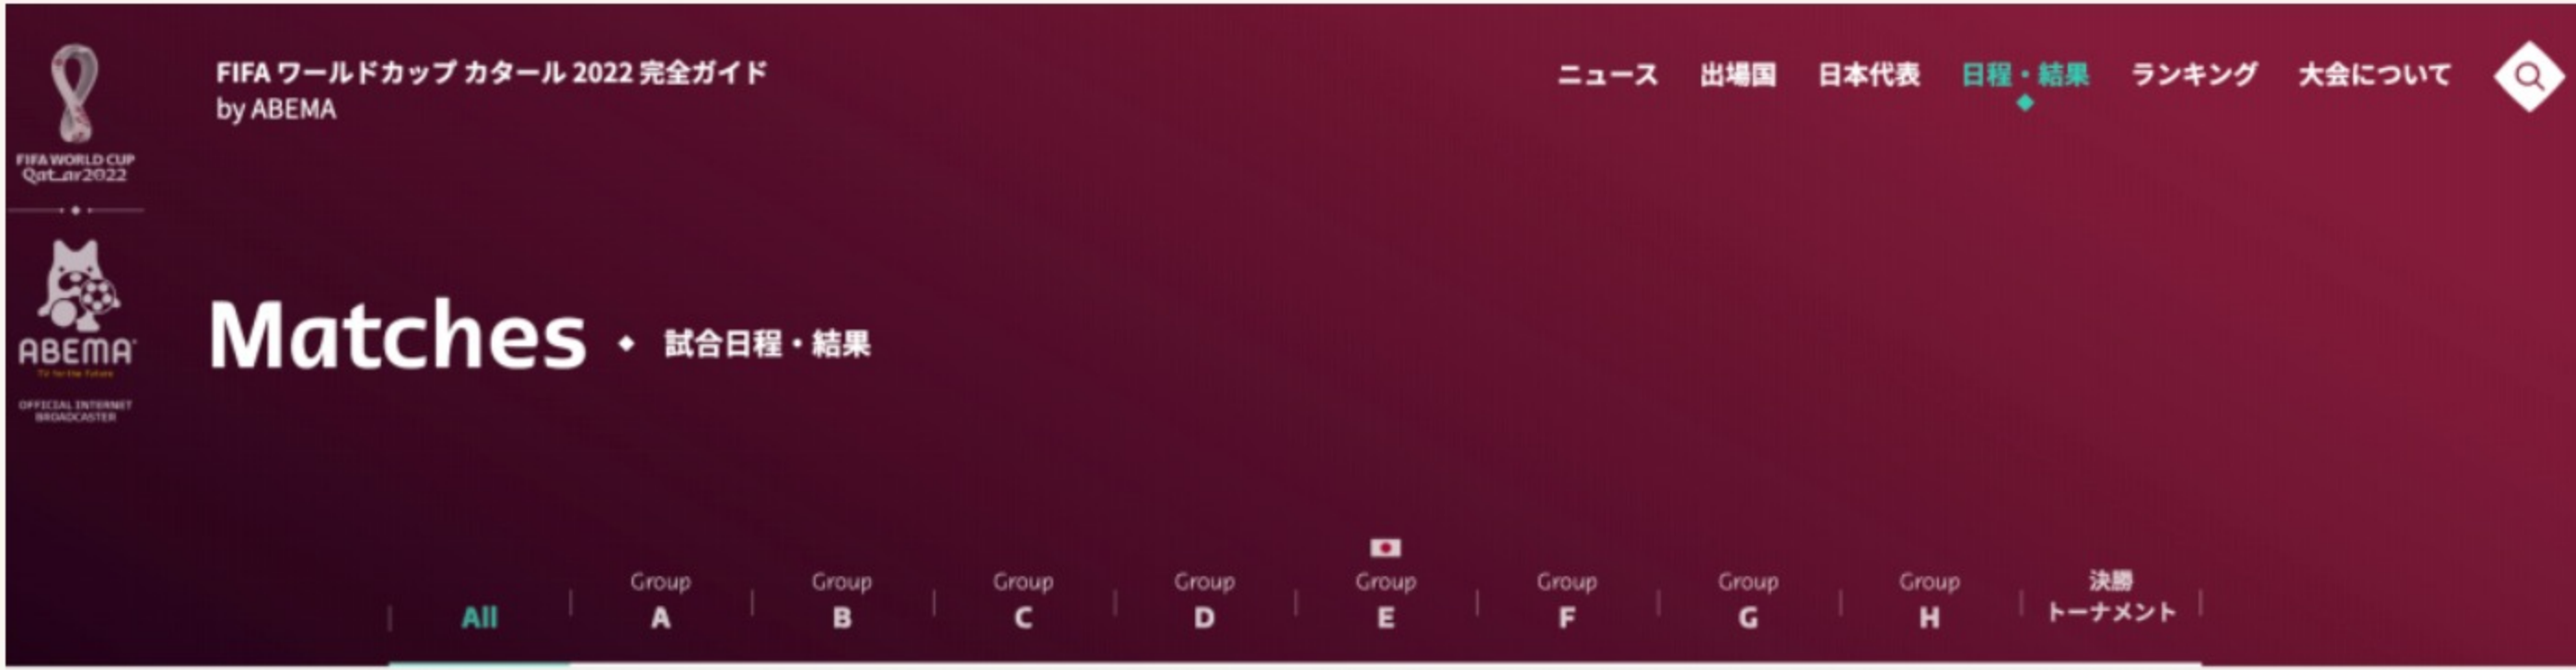 FIFA WORLD CUP
Qatar2022
ABEMA
TV for the Future
OFFICIAL INTERNET
BROADCASTER
FIFA ワールドカップ カタール 2022 完全ガイド
by ABEMA
ニュース 出場国 日本代表 日程・結果 ランキング 大会について
Matches ◆ 試合日程・結果
All
Group A
Group B
Group C
Group D
Group E
Group F
Group G
Group H
決勝
トーナメント